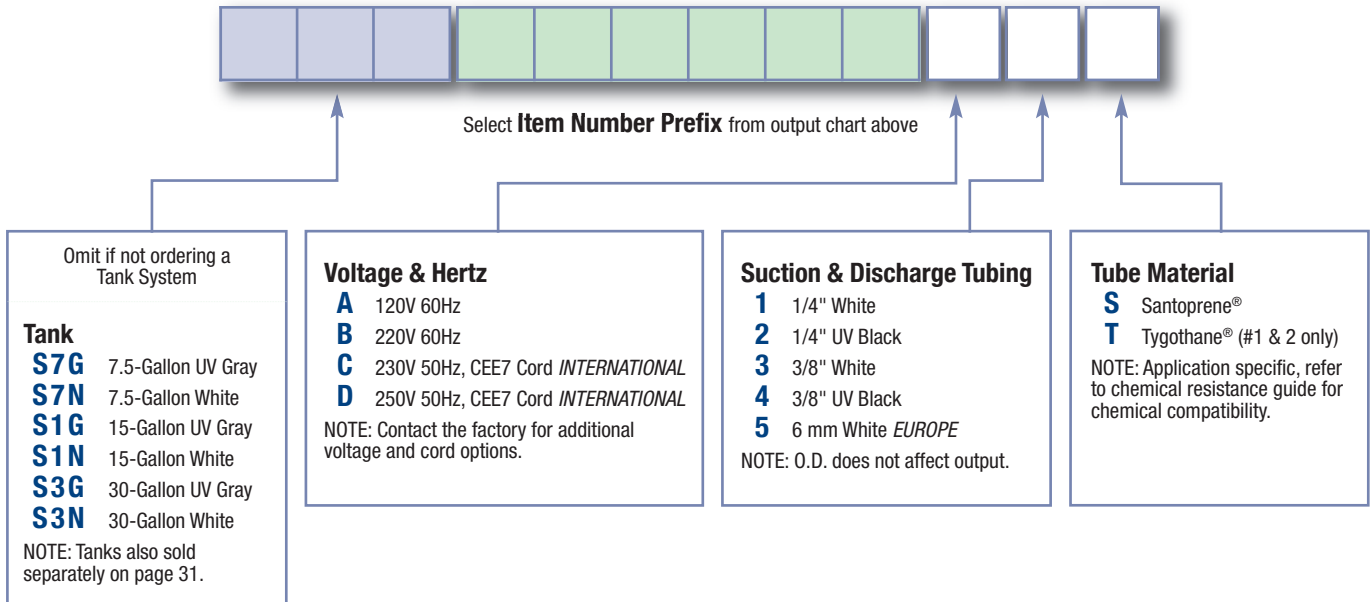 Select Item Number Prefix from output chart above
Omit if not ordering a
Tank System
Tank
S7G 7.5-Gallon UV Gray
S7N 7.5-Gallon White
S1G 15-Gallon UV Gray
S1N 15-Gallon White
S3G 30-Gallon UV Gray
S3N 30-Gallon White
NOTE: Tanks also sold
separately on page 31.
Voltage & Hertz
A 120V 60Hz
B 220V 60Hz
C 230V 50Hz, CEE7 Cord INTERNATIONAL
D 250V 50Hz, CEE7 Cord INTERNATIONAL
NOTE: Contact the factory for additional
voltage and cord options.
Suction & Discharge Tubing
1 1/4" White
2 1/4" UV Black
3 3/8" White
4 3/8" UV Black
5 6 mm White EUROPE
NOTE: O.D. does not affect output.
Tube Material
S Santoprene®
T Tygothane® (#1 & 2 only)
NOTE: Application specific, refer
to chemical resistance guide for
chemical compatibility.